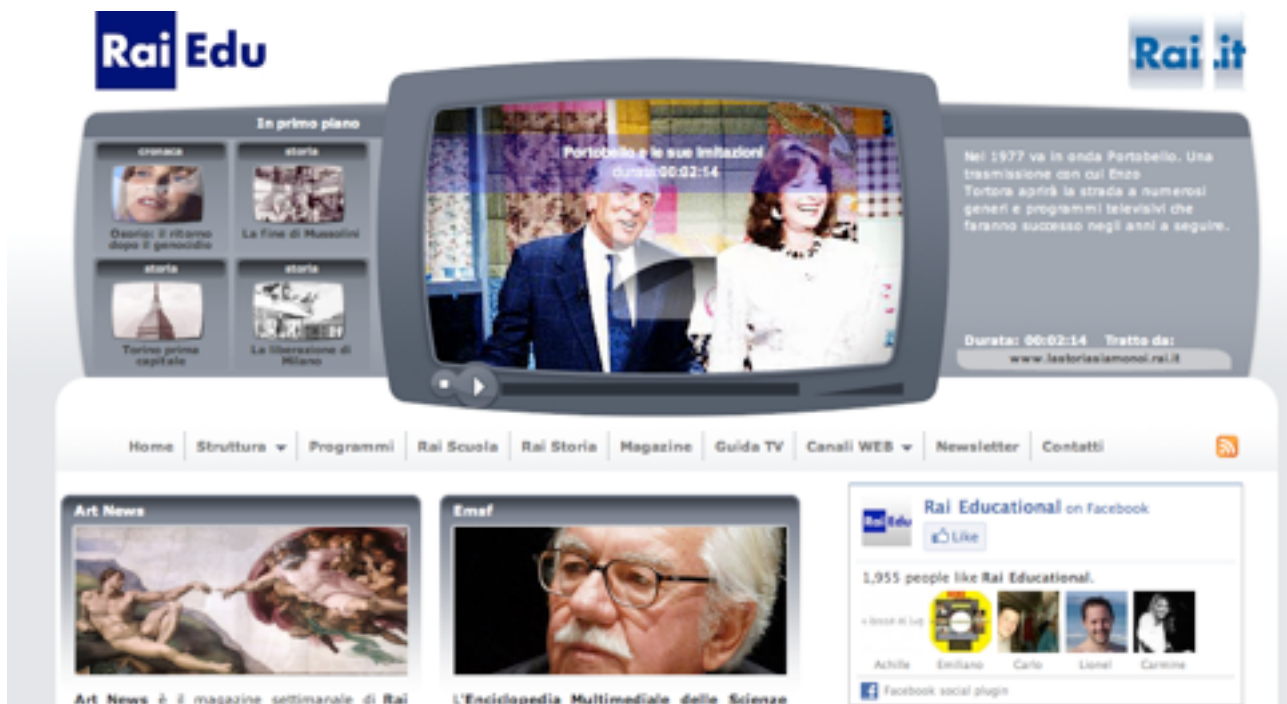 Rai Edu
Rai.it
In primo piano
cronaca
storia
Osorio: il ritorno
dopo il genocidio
La fine di Mussolini
storia
storia
Torino prima
capitale
La liberazione di
Milano
Portobello e le sue imitazioni
durata:00:02:14
Nel 1977 va in onda Portobello. Una
trasmissione con cui Enzo
Tortora aprirà la strada a numerosi
generi e programmi televisivi che
faranno successo negli anni a seguire.
Durata: 00:02:14 Tratto da:
www.lastoriasiamonoi.rai.it
Home Struttura Programmi Rai Scuola Rai Storia Magazine Guida TV Canali WEB Newsletter Contatti
Art News
Emsf
Rai Edu
Rai Educational on Facebook
Like
1,955 people like Rai Educational.
Achille Emiliano Carlo Lionel Carmine
Facebook social plugin
Art News è il magazine settimanale di Rai
L'Enciclopedia Multimediale delle Scienze